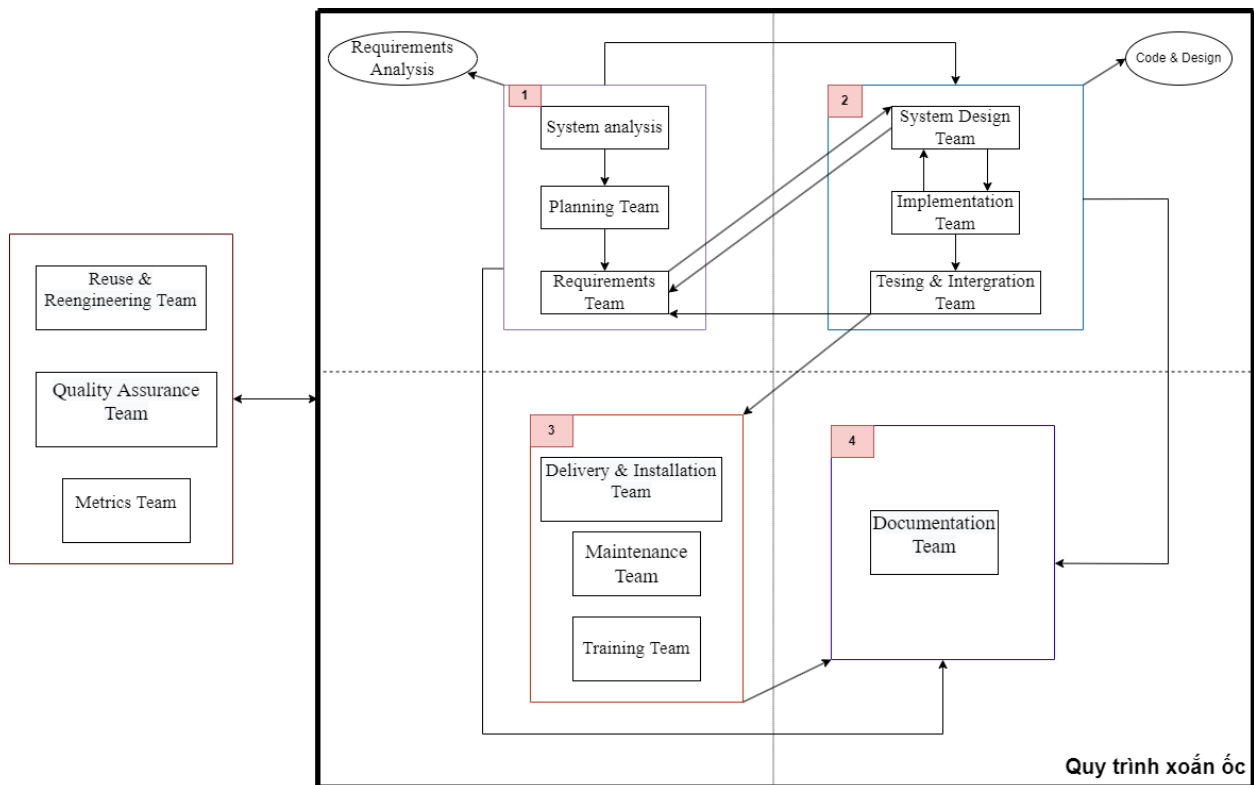 Requirements
Analysis
Code & Design
1
System analysis
Planning Team
Requirements
Team
2
System Design
Team
Implementation
Team
Tesing & Intergration
Team
Reuse &
Reengineering Team
Quality Assurance
Team
Metrics Team
3
Delivery & Installation
Team
Maintenance
Team
Training Team
4
Documentation
Team
Quy trình xoắn ốc